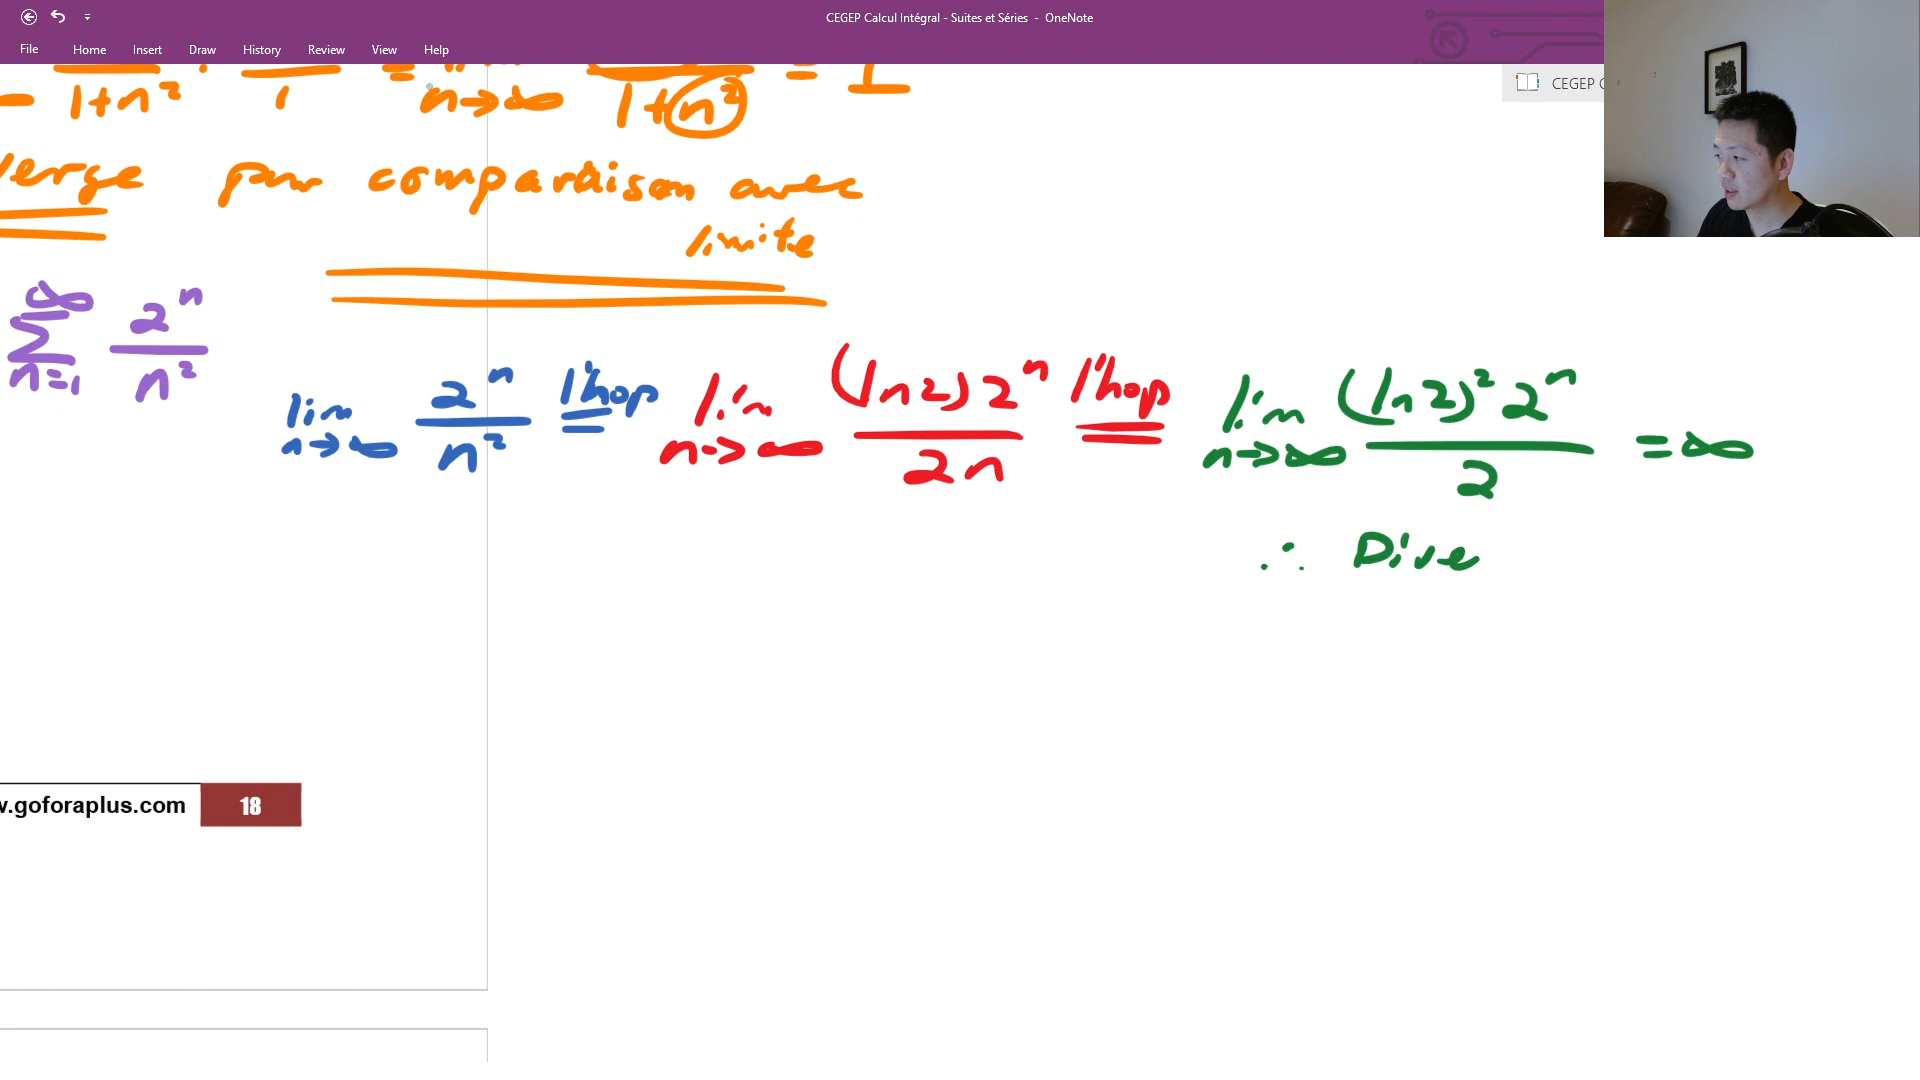 CEGEP Calcul Intégral - Suites et Séries - OneNote
File Home Insert Draw History Review View Help
CEGEP C
1+n² 1 = n→∞ 1+n² = 1
verge par comparaison avec
limite
∞
Σ 2ⁿ/n²
n=1
lim n→∞ 2ⁿ/n² l'hop = lim n→∞ (ln2)2ⁿ/2n l'hop = lim n→∞ (ln2)²2ⁿ/2 = ∞
∴ Dive
w.goforaplus.com 18